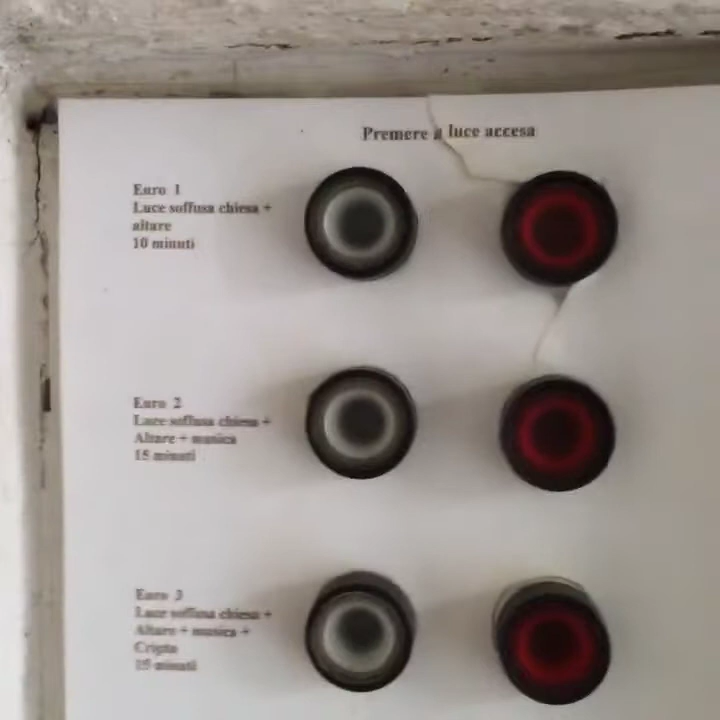 Premere a luce accesa
Euro 1
Luce soffusa chiesa +
altare
10 minuti
Euro 2
Luce soffusa chiesa +
Altare + musica
15 minuti
Euro 3
Luce soffusa chiesa +
Altare + musica +
Cripta
15 minuti